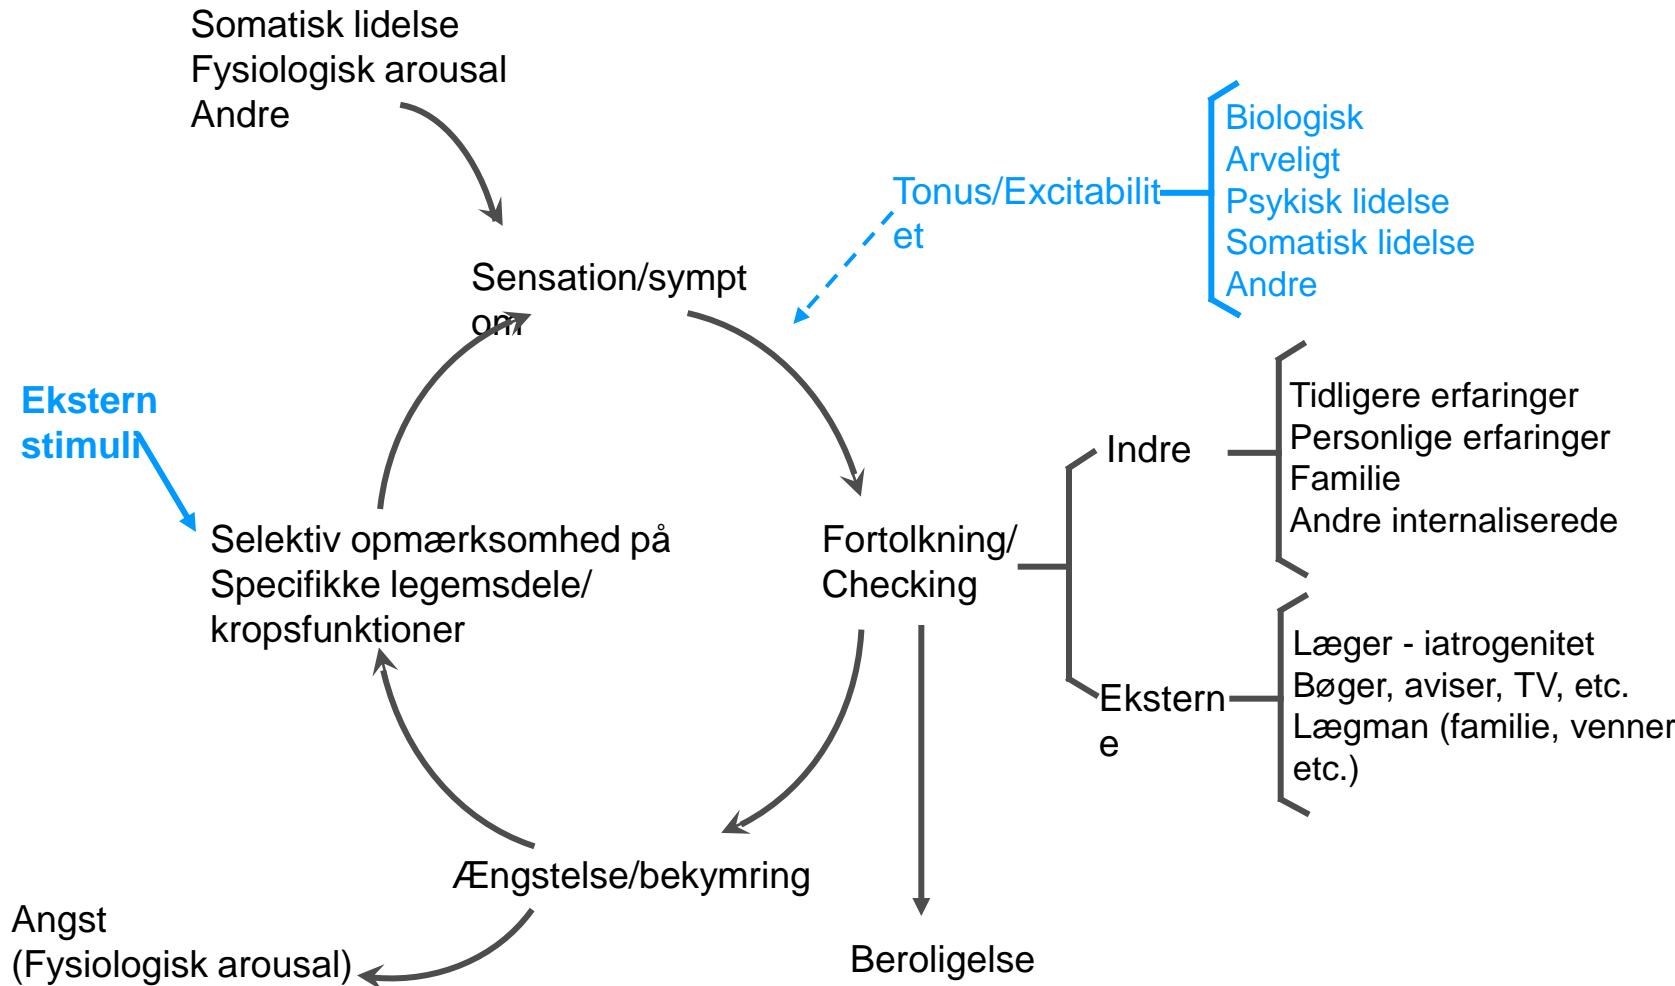 Somatisk lidelse
Fysiologisk arousal
Andre
Biologisk
Arveligt
Psykisk lidelse
Somatisk lidelse
Andre
Tonus/Excitabilit
et
Sensation/sympt
om
Ekstern
stimuli
Tidligere erfaringer
Personlige erfaringer
Familie
Andre internaliserede
Indre
Selektiv opmærksomhed på
Specifikke legemsdele/
kropsfunktioner
Fortolkning/
Checking
Læger - iatrogenitet
Bøger, aviser, TV, etc.
Lægman (familie, venner
etc.)
Ekstern
e
Ængstelse/bekymring
Angst
(Fysiologisk arousal)
Beroligelse